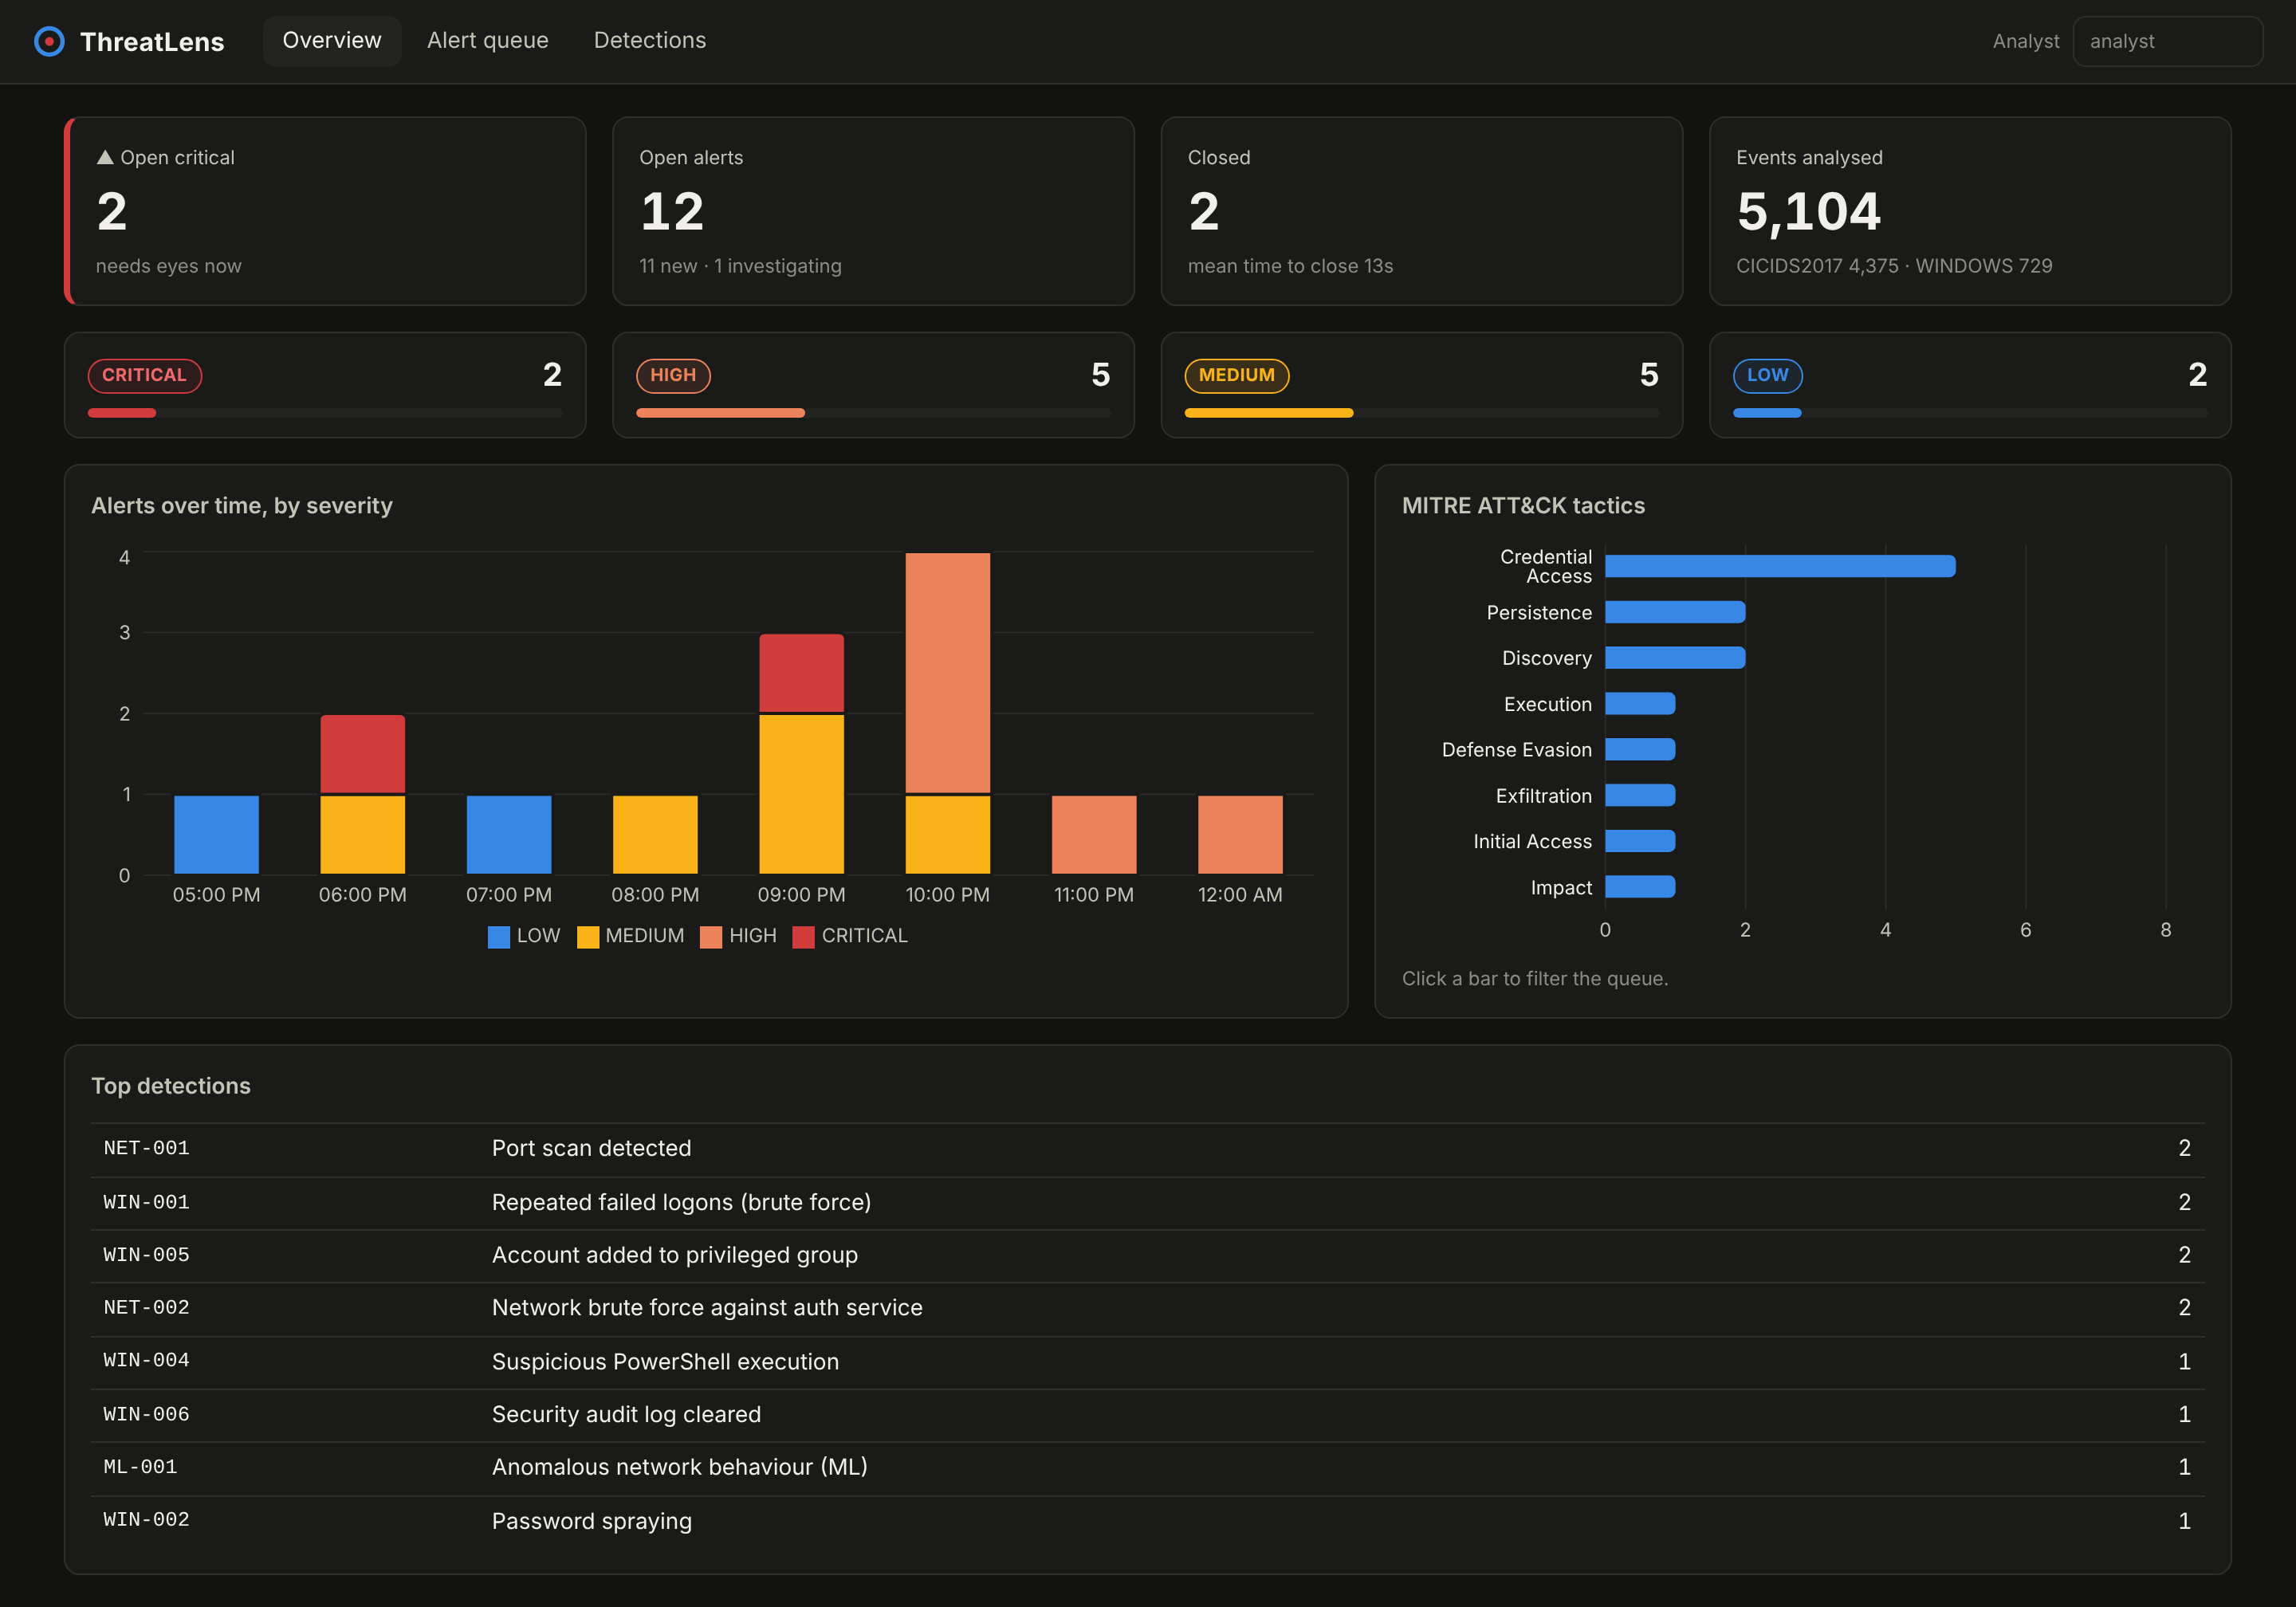 ThreatLens Overview Alert queue Detections Analyst analyst
▲ Open critical
2
needs eyes now
Open alerts
12
11 new · 1 investigating
Closed
2
mean time to close 13s
Events analysed
5,104
CICIDS2017 4,375 · WINDOWS 729
CRITICAL 2
HIGH 5
MEDIUM 5
LOW 2
Alerts over time, by severity
4
3
2
1
0
05:00 PM 06:00 PM 07:00 PM 08:00 PM 09:00 PM 10:00 PM 11:00 PM 12:00 AM
LOW MEDIUM HIGH CRITICAL
MITRE ATT&CK tactics
Credential
Access
Persistence
Discovery
Execution
Defense Evasion
Exfiltration
Initial Access
Impact
0 2 4 6 8
Click a bar to filter the queue.
Top detections
NET-001 Port scan detected 2
WIN-001 Repeated failed logons (brute force) 2
WIN-005 Account added to privileged group 2
NET-002 Network brute force against auth service 2
WIN-004 Suspicious PowerShell execution 1
WIN-006 Security audit log cleared 1
ML-001 Anomalous network behaviour (ML) 1
WIN-002 Password spraying 1